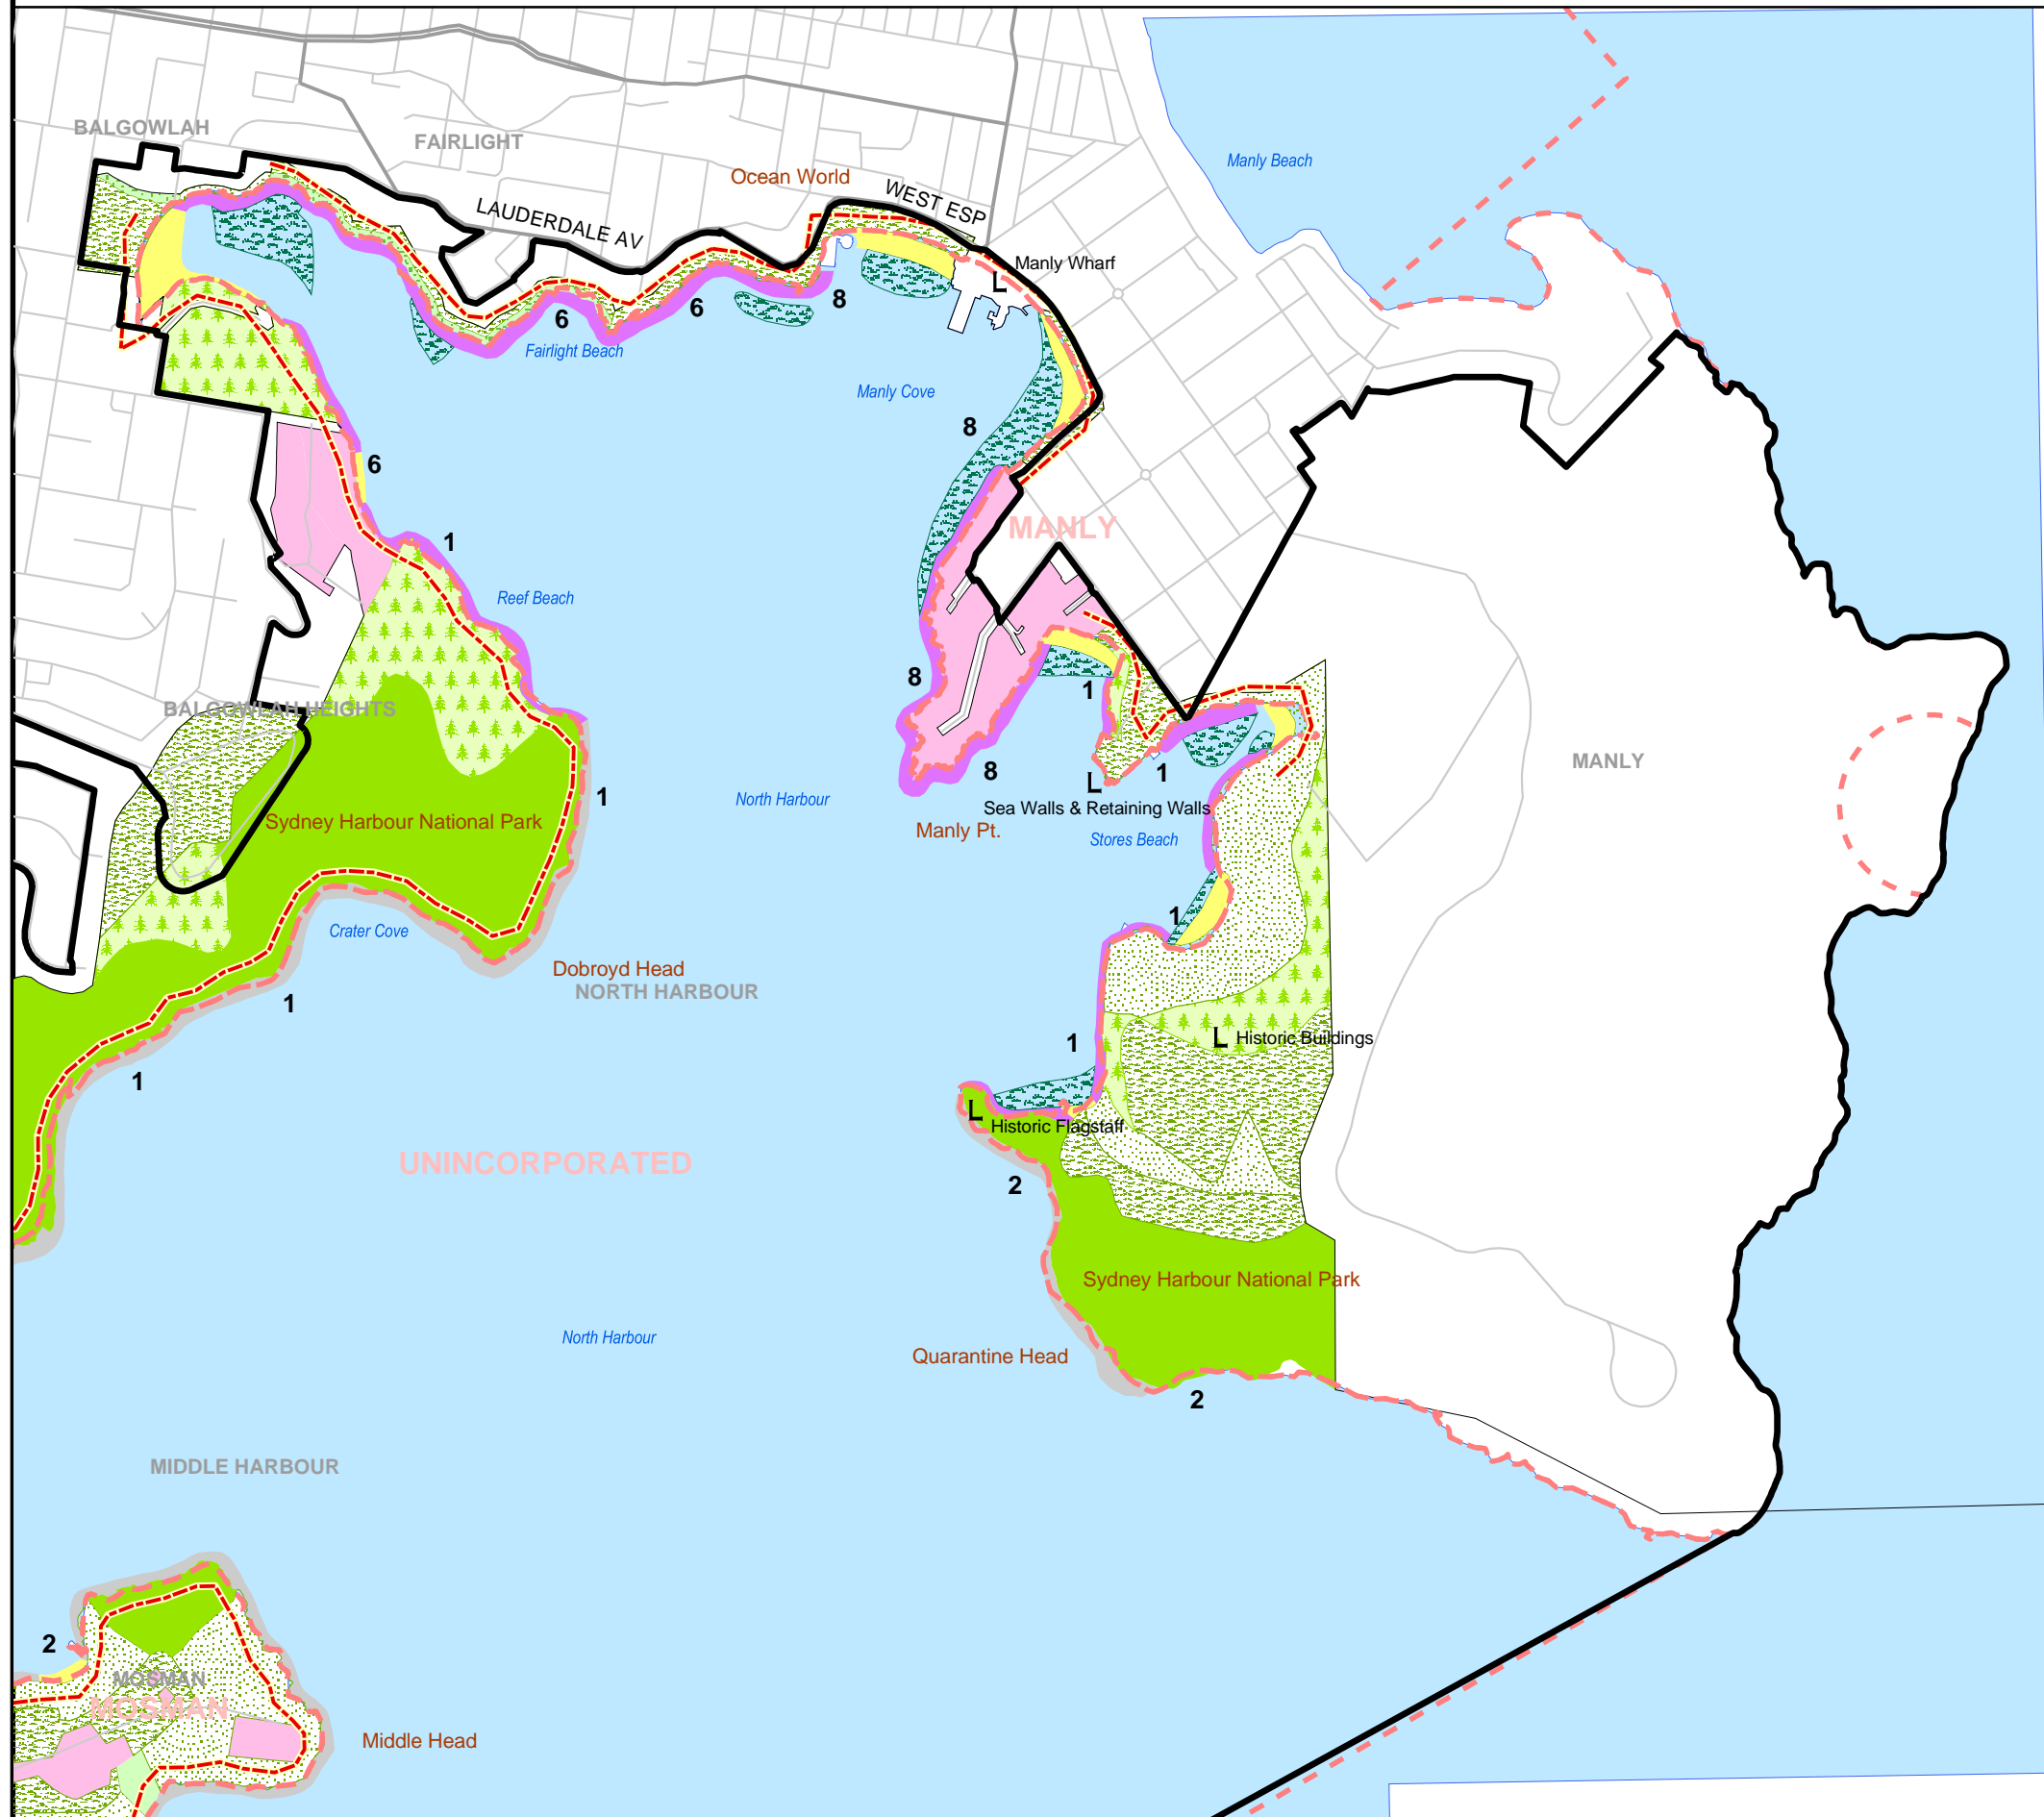 BALGOWLAH
FAIRLIGHT
Manly Beach
Ocean World
WEST ESP
LAUDERDALE AV
Manly Wharf
8
6
6
Fairlight Beach
Manly Cove
8
6
MANLY
1
Reef Beach
8
1
BALGOWLAH HEIGHTS
MANLY
8
1
1
North Harbour
Sea Walls & Retaining Walls
Sydney Harbour National Park
Manly Pt.
Stores Beach
1
Crater Cove
Dobroyd Head
NORTH HARBOUR
1
1
Historic Buildings
1
Historic Flagstaff
UNINCORPORATED
2
Sydney Harbour National Park
North Harbour
Quarantine Head
2
MIDDLE HARBOUR
2
MOSMAN
MOSMAN
Middle Head